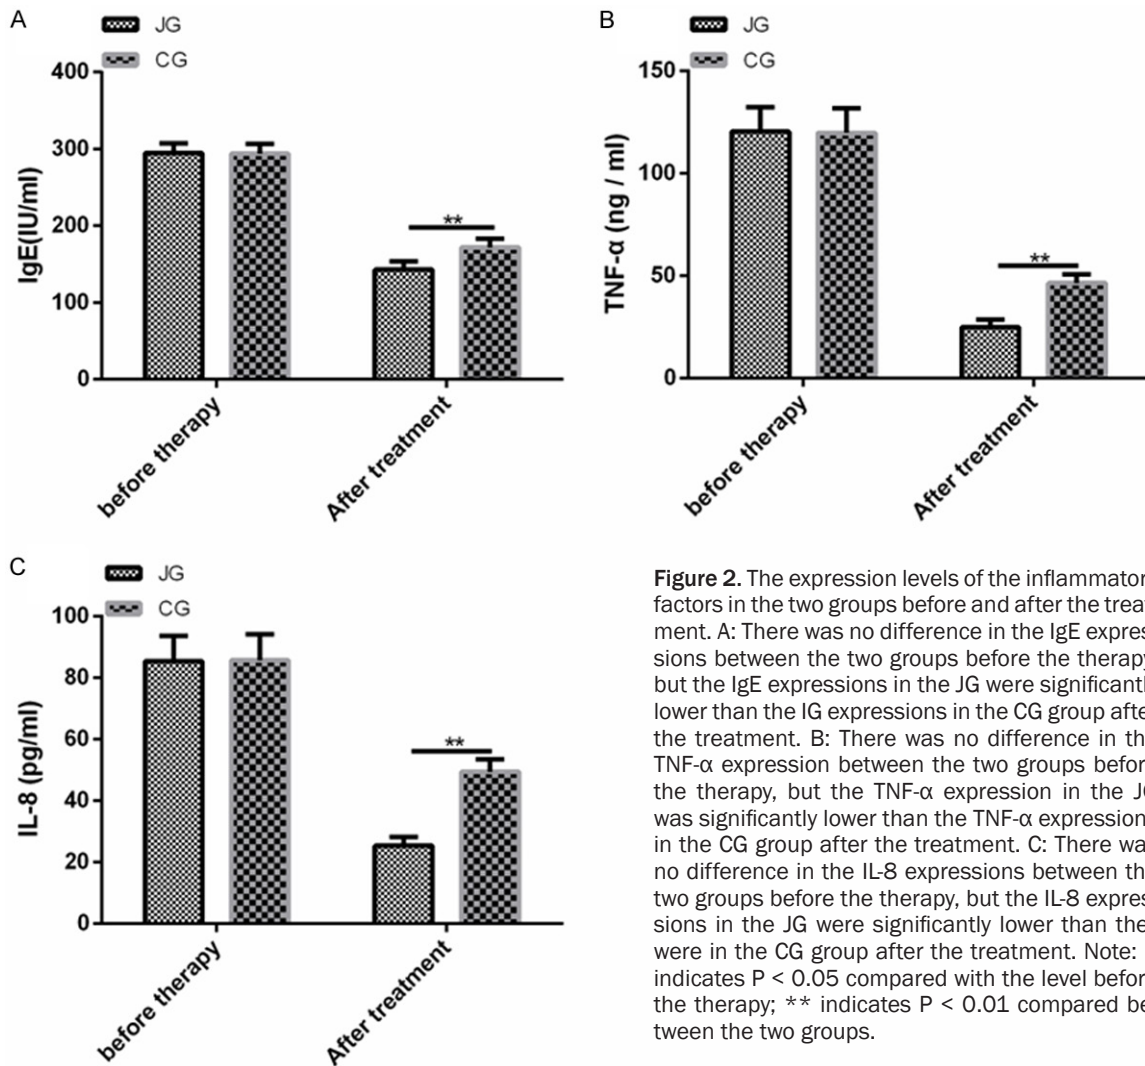 A
JG
CG
400
300
200
100
0
IgE(IU/ml)
**
before therapy
After treatment
B
JG
CG
150
100
50
0
TNF-α (ng / ml)
**
before therapy
After treatment
C
JG
CG
100
80
60
40
20
0
IL-8 (pg/ml)
**
before therapy
After treatment
Figure 2. The expression levels of the inflammator
factors in the two groups before and after the treat
ment. A: There was no difference in the IgE expres
sions between the two groups before the therapy
but the IgE expressions in the JG were significantl
lower than the IG expressions in the CG group afte
the treatment. B: There was no difference in th
TNF-α expression between the two groups befor
the therapy, but the TNF-α expression in the J
was significantly lower than the TNF-α expression
in the CG group after the treatment. C: There wa
no difference in the IL-8 expressions between th
two groups before the therapy, but the IL-8 expres
sions in the JG were significantly lower than the
were in the CG group after the treatment. Note:
indicates P < 0.05 compared with the level befor
the therapy; ** indicates P < 0.01 compared be
tween the two groups.